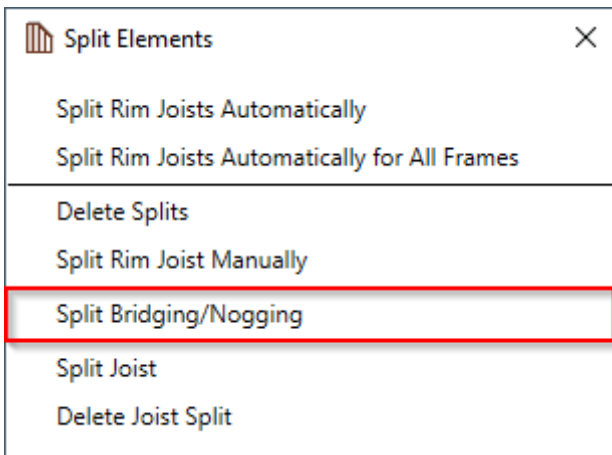 Split Elements
Split Rim Joists Automatically
Split Rim Joists Automatically for All Frames
Delete Splits
Split Rim Joist Manually
Split Bridging/Nogging
Split Joist
Delete Joist Split